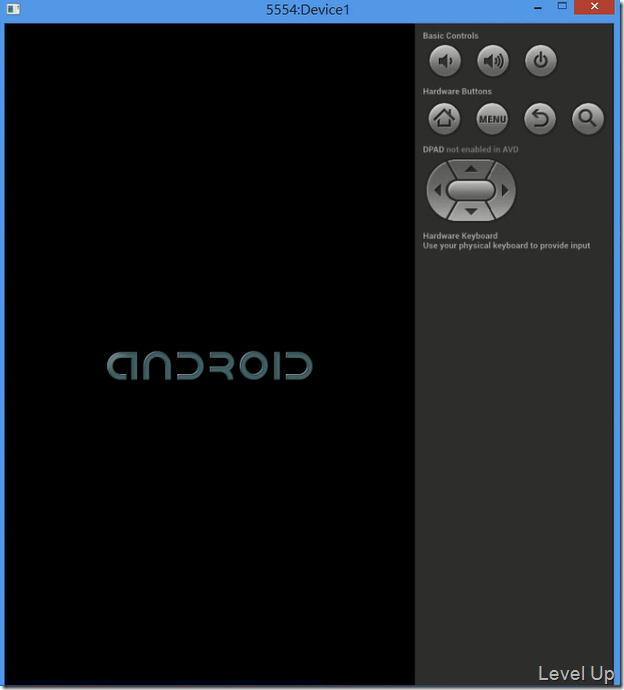 5554:Device1
Basic Controls
Hardware Buttons
MENU
DPAD not enabled in AVD
Hardware Keyboard
Use your physical keyboard to provide input
ANDROID
Level Up